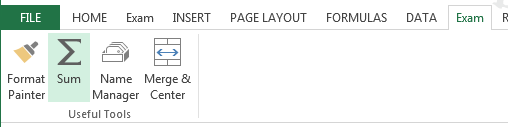 FILE HOME Exam INSERT PAGE LAYOUT FORMULAS DATA Exam R
Format Painter
Sum
Name Manager
Merge & Center
Useful Tools